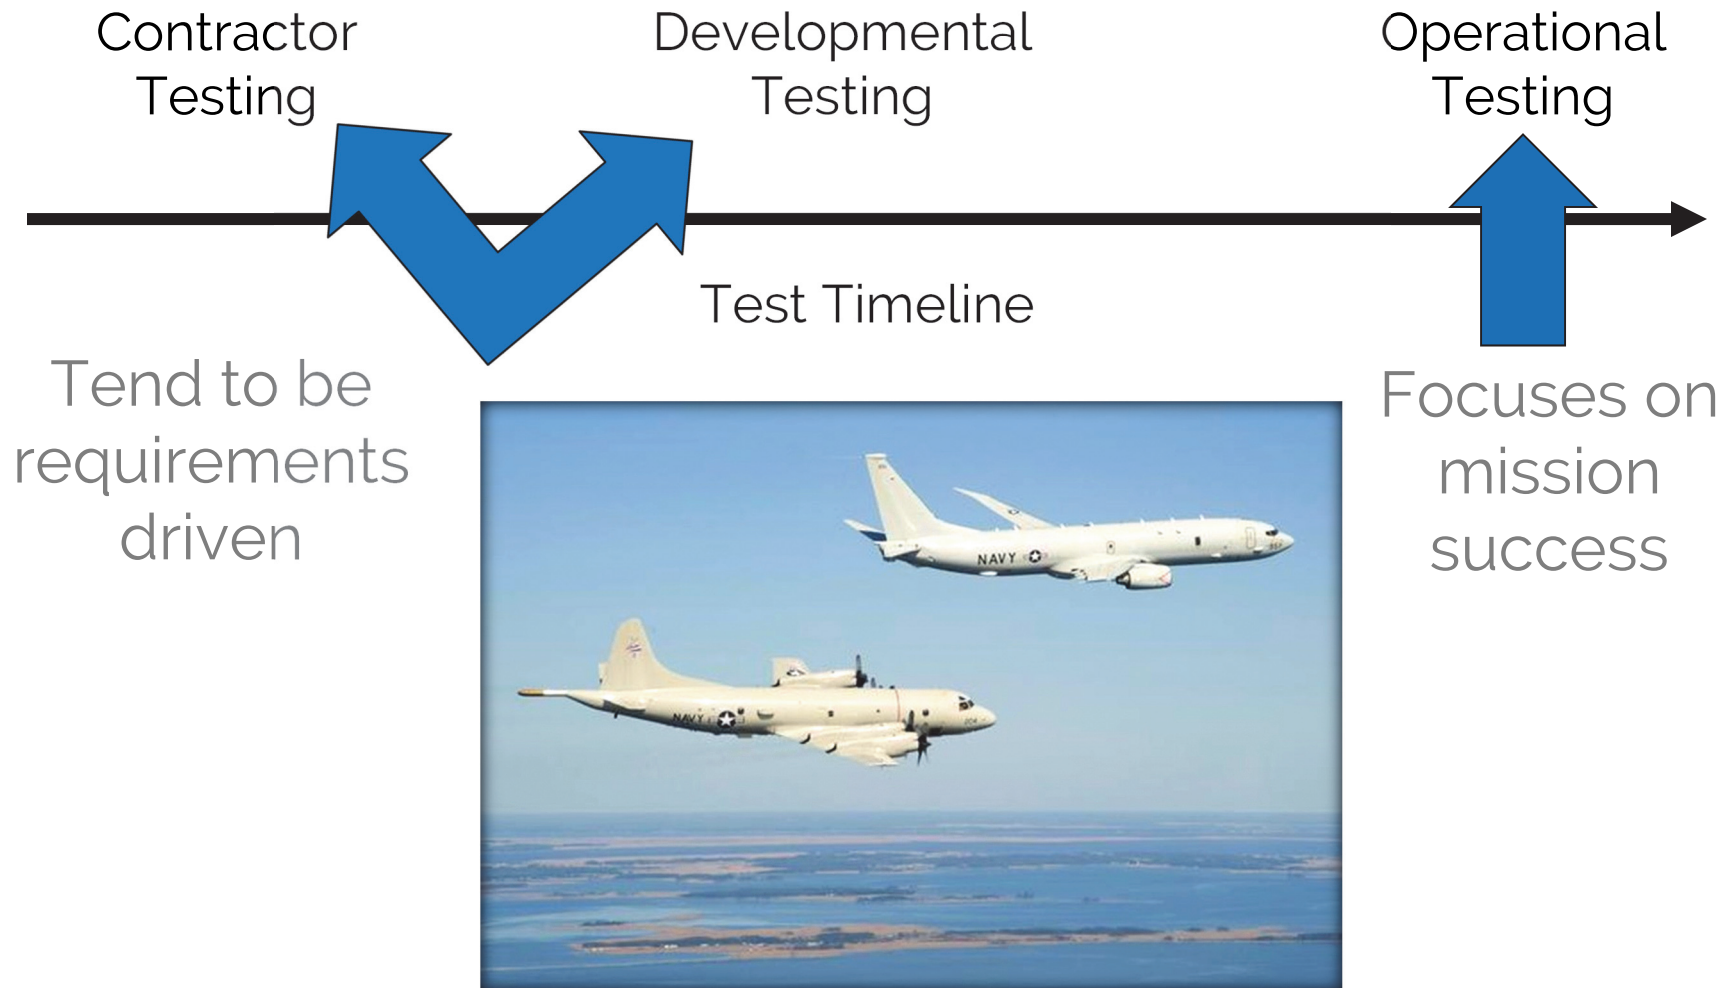 Contractor
Testing
Developmental
Testing
Operational
Testing
Test Timeline
Tend to be
requirements
driven
Focuses on
mission
success
NAVY
NAVY